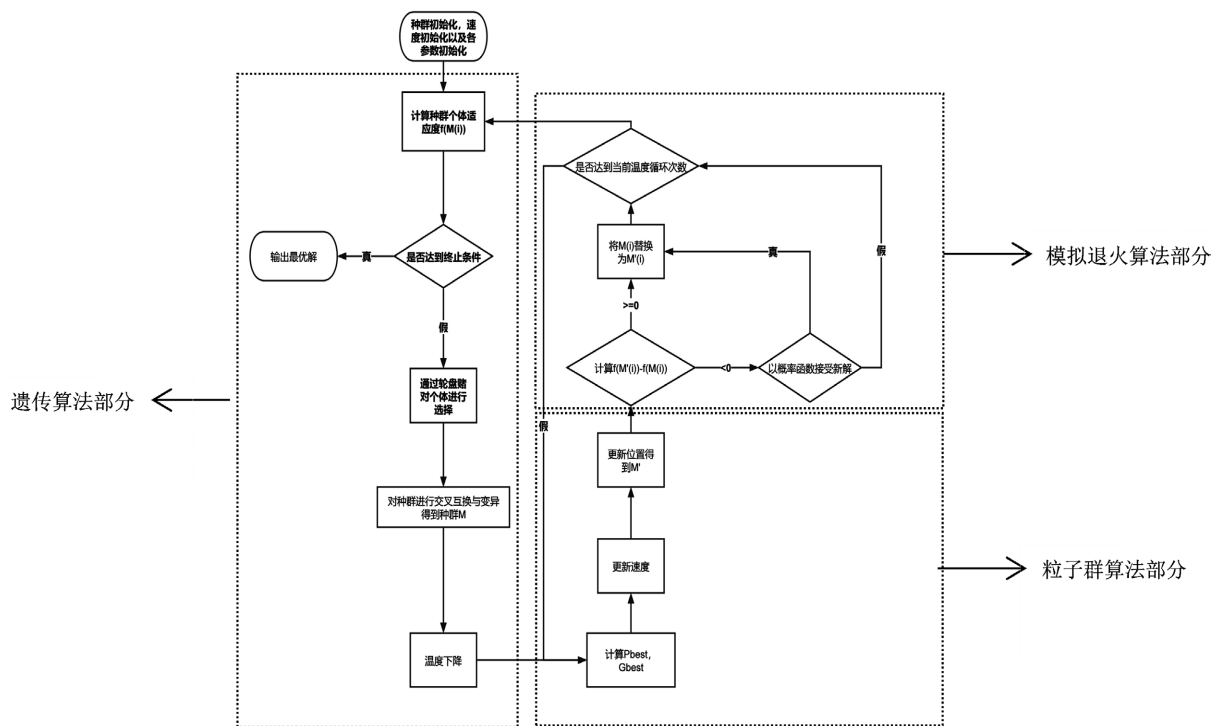 种群初始化，速
度初始化以及各
参数初始化
计算种群个体适
应度f(M(i))
是否达到终止条件
真
输出最优解
假
通过轮盘赌
对个体进行
选择
对种群进行交叉互换与变异
得到种群M
温度下降
遗传算法部分
是否达到当前温度循环次数
将M(i)替换
为M'(i)
真
假
>=0
计算f(M'(i))-f(M(i))
<0
以概率函数接受新解
模拟退火算法部分
假
更新位置得
到M'
更新速度
计算Pbest，
Gbest
粒子群算法部分